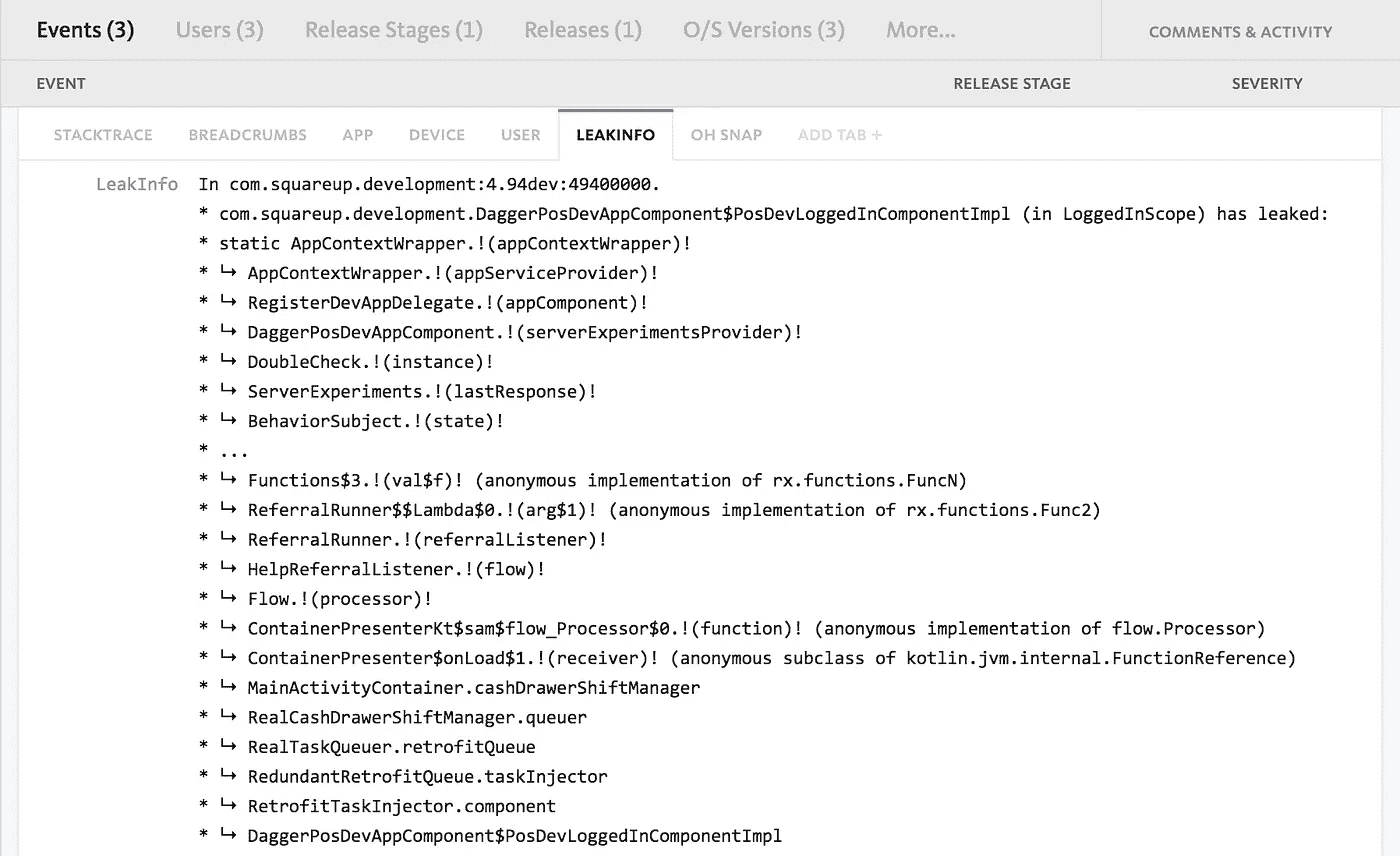 Events (3) Users (3) Release Stages (1) Releases (1) O/S Versions (3) More... COMMENTS & ACTIVITY
EVENT RELEASE STAGE SEVERITY
STACKTRACE BREADCRUMBS APP DEVICE USER LEAKINFO OH SNAP ADD TAB +
LeakInfo In com.squareup.development:4.94dev:49400000.
* com.squareup.development.DaggerPosDevAppComponent$PosDevLoggedInComponentImpl (in LoggedInScope) has leaked:
* static AppContextWrapper.!(appContextWrapper)!
* ↳ AppContextWrapper.!(appServiceProvider)!
* ↳ RegisterDevAppDelegate.!(appComponent)!
* ↳ DaggerPosDevAppComponent.!(serverExperimentsProvider)!
* ↳ DoubleCheck.!(instance)!
* ↳ ServerExperiments.!(lastResponse)!
* ↳ BehaviorSubject.!(state)!
* ...
* ↳ Functions$3.!(val$f)! (anonymous implementation of rx.functions.FuncN)
* ↳ ReferralRunner$$Lambda$0.!(arg$1)! (anonymous implementation of rx.functions.Func2)
* ↳ ReferralRunner.!(referralListener)!
* ↳ HelpReferralListener.!(flow)!
* ↳ Flow.!(processor)!
* ↳ ContainerPresenterKt$sam$flow_Processor$0.!(function)! (anonymous implementation of flow.Processor)
* ↳ ContainerPresenter$onLoad$1.!(receiver)! (anonymous subclass of kotlin.jvm.internal.FunctionReference)
* ↳ MainActivityContainer.cashDrawerShiftManager
* ↳ RealCashDrawerShiftManager.queuer
* ↳ RealTaskQueuer.retrofitQueue
* ↳ RedundantRetrofitQueue.taskInjector
* ↳ RetrofitTaskInjector.component
* ↳ DaggerPosDevAppComponent$PosDevLoggedInComponentImpl